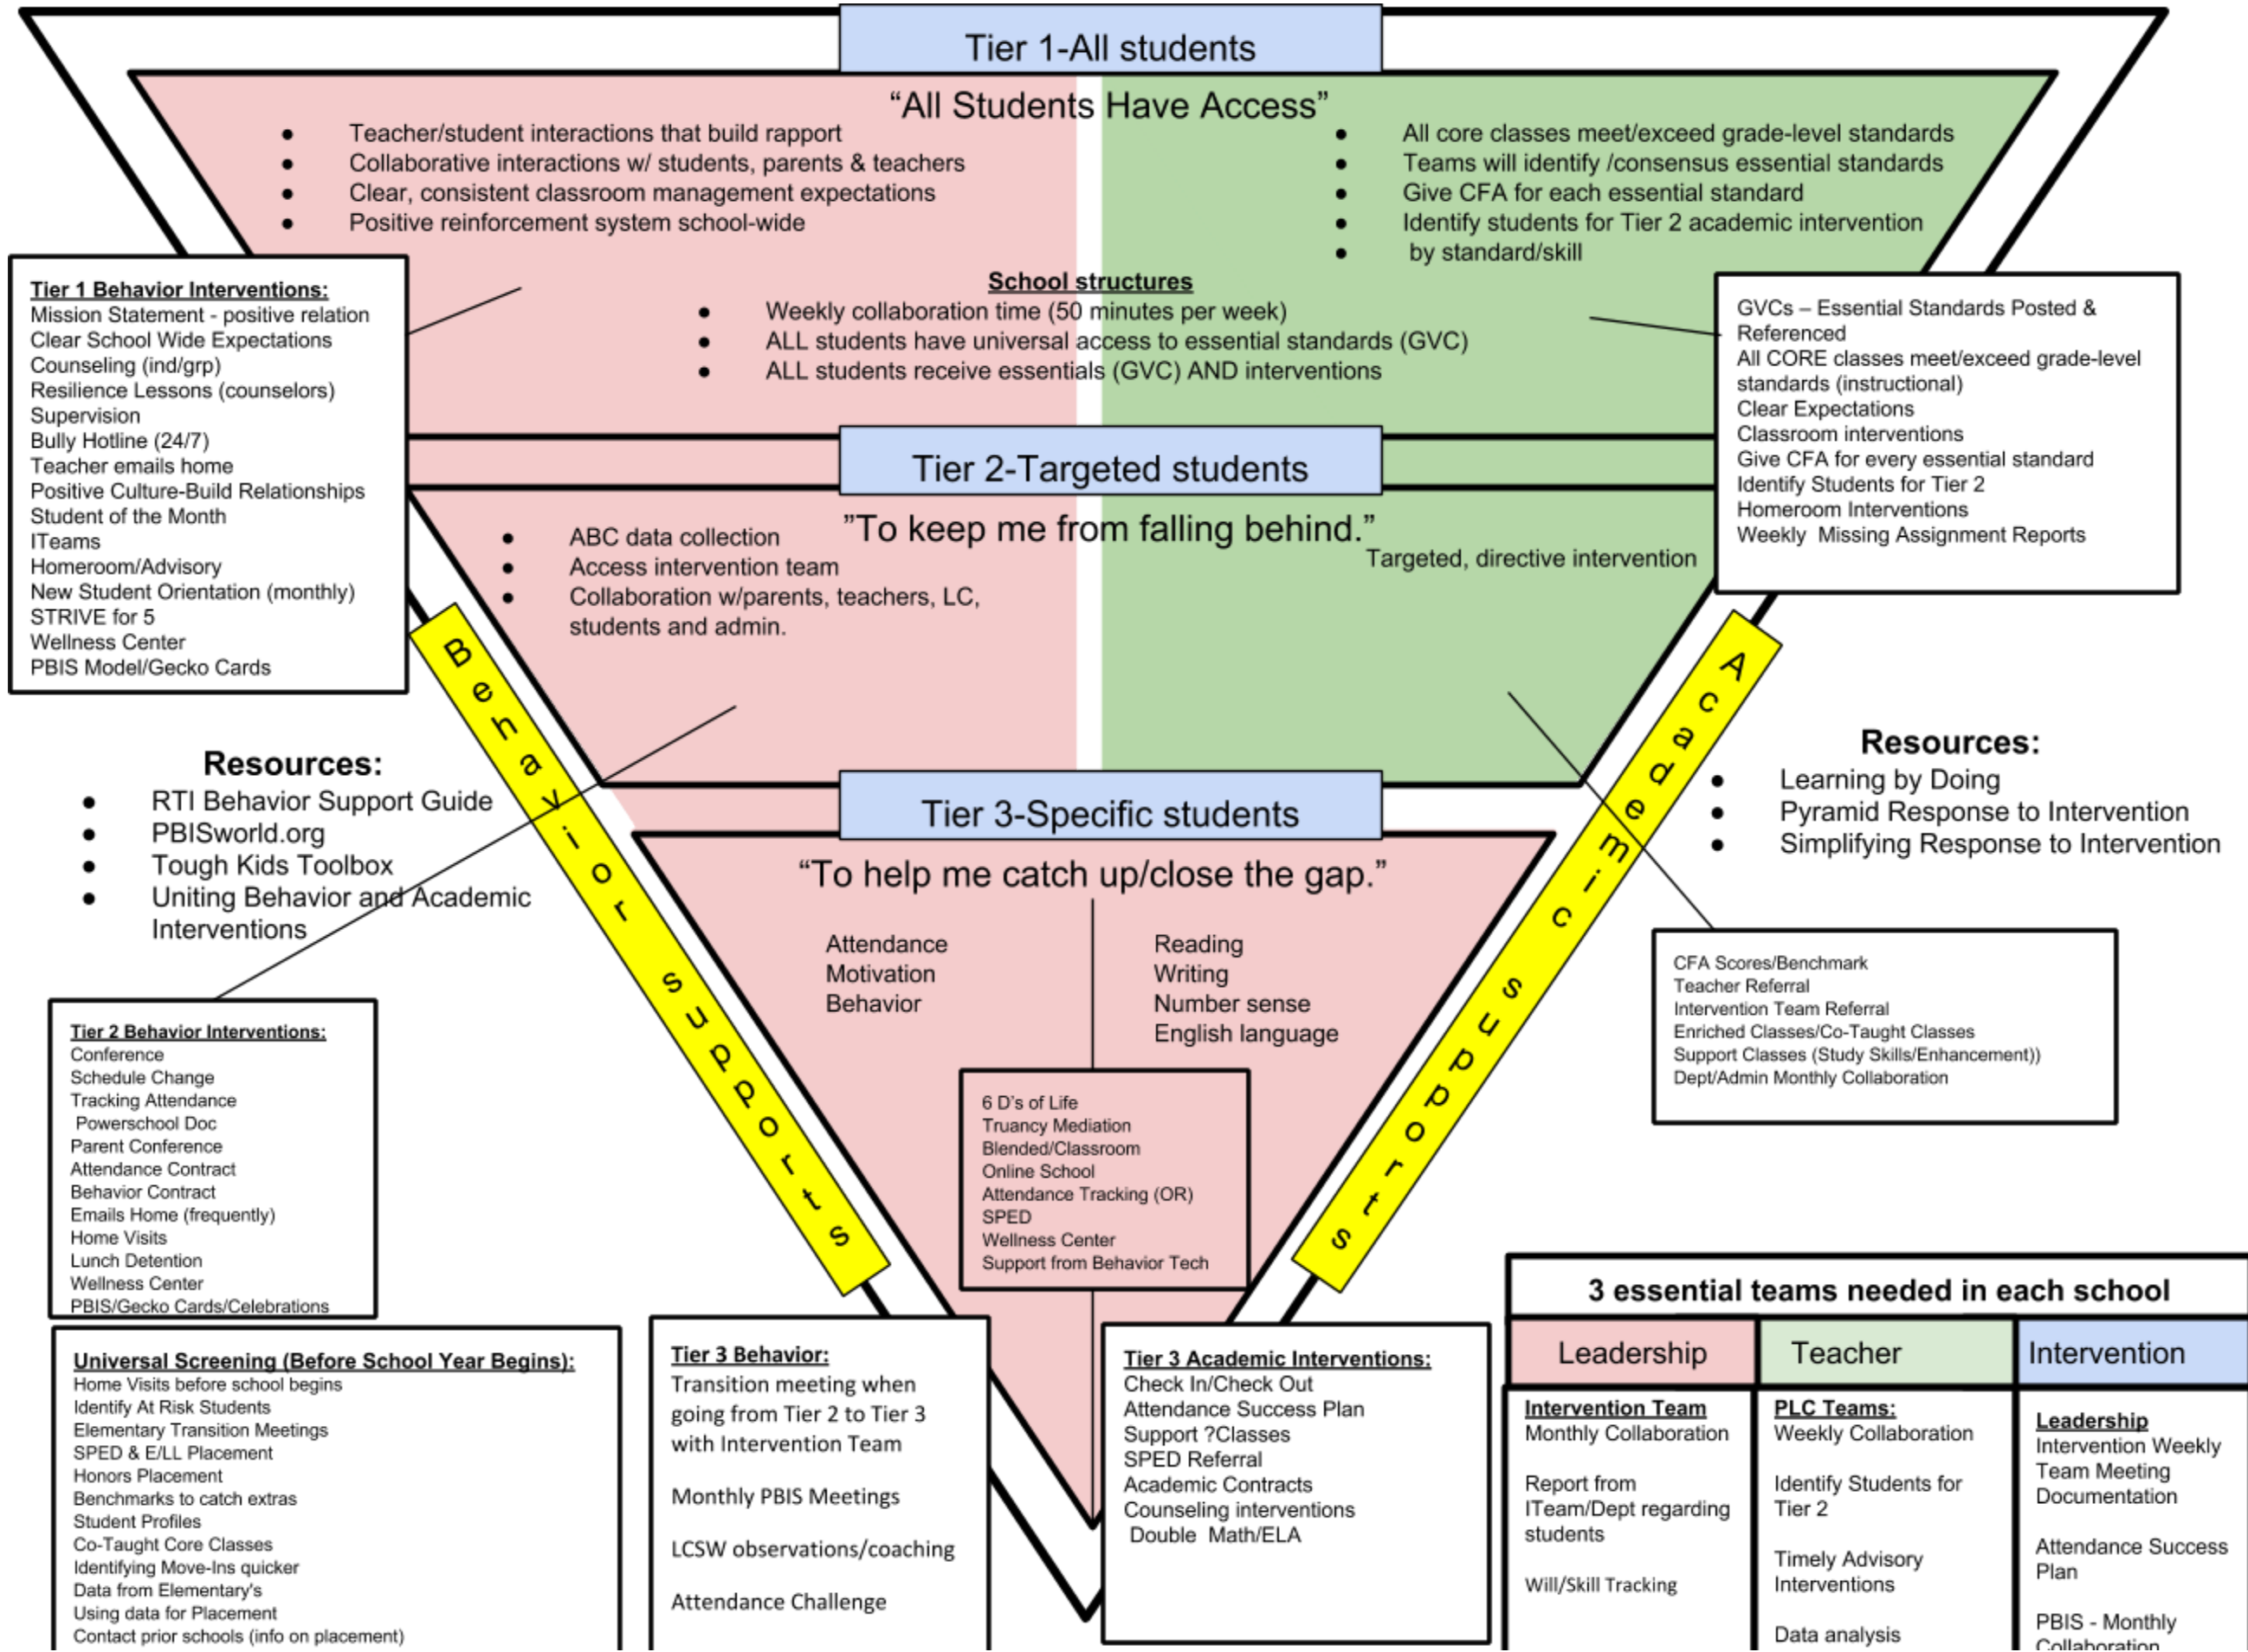 Tier 1-All students
“All Students Have Access”
● Teacher/student interactions that build rapport
● Collaborative interactions w/ students, parents & teachers
● Clear, consistent classroom management expectations
● Positive reinforcement system school-wide
● All core classes meet/exceed grade-level standards
● Teams will identify /consensus essential standards
● Give CFA for each essential standard
● Identify students for Tier 2 academic intervention
● by standard/skill
School structures
● Weekly collaboration time (50 minutes per week)
● ALL students have universal access to essential standards (GVC)
● ALL students receive essentials (GVC) AND interventions
Tier 1 Behavior Interventions:
Mission Statement - positive relation
Clear School Wide Expectations
Counseling (ind/grp)
Resilience Lessons (counselors)
Supervision
Bully Hotline (24/7)
Teacher emails home
Positive Culture-Build Relationships
Student of the Month
ITeams
Homeroom/Advisory
New Student Orientation (monthly)
STRIVE for 5
Wellness Center
PBIS Model/Gecko Cards
GVCs – Essential Standards Posted &
Referenced
All CORE classes meet/exceed grade-level
standards (instructional)
Clear Expectations
Classroom interventions
Give CFA for every essential standard
Identify Students for Tier 2
Homeroom Interventions
Weekly Missing Assignment Reports
Tier 2-Targeted students
”To keep me from falling behind.”
● ABC data collection
● Access intervention team
● Collaboration w/parents, teachers, LC,
students and admin.
Targeted, directive intervention
Behavior supports
Academic supports
Resources:
● RTI Behavior Support Guide
● PBISworld.org
● Tough Kids Toolbox
● Uniting Behavior and Academic
Interventions
Resources:
● Learning by Doing
● Pyramid Response to Intervention
● Simplifying Response to Intervention
Tier 3-Specific students
“To help me catch up/close the gap.”
Attendance
Motivation
Behavior
Reading
Writing
Number sense
English language
6 D's of Life
Truancy Mediation
Blended/Classroom
Online School
Attendance Tracking (OR)
SPED
Wellness Center
Support from Behavior Tech
CFA Scores/Benchmark
Teacher Referral
Intervention Team Referral
Enriched Classes/Co-Taught Classes
Support Classes (Study Skills/Enhancement))
Dept/Admin Monthly Collaboration
Tier 2 Behavior Interventions:
Conference
Schedule Change
Tracking Attendance
Powerschool Doc
Parent Conference
Attendance Contract
Behavior Contract
Emails Home (frequently)
Home Visits
Lunch Detention
Wellness Center
PBIS/Gecko Cards/Celebrations
Universal Screening (Before School Year Begins):
Home Visits before school begins
Identify At Risk Students
Elementary Transition Meetings
SPED & E/LL Placement
Honors Placement
Benchmarks to catch extras
Student Profiles
Co-Taught Core Classes
Identifying Move-Ins quicker
Data from Elementary's
Using data for Placement
Contact prior schools (info on placement)
Tier 3 Behavior:
Transition meeting when
going from Tier 2 to Tier 3
with Intervention Team
Monthly PBIS Meetings
LCSW observations/coaching
Attendance Challenge
Tier 3 Academic Interventions:
Check In/Check Out
Attendance Success Plan
Support ?Classes
SPED Referral
Academic Contracts
Counseling interventions
Double Math/ELA
3 essential teams needed in each school
Leadership
Teacher
Intervention
Intervention Team
Monthly Collaboration
Report from
ITeam/Dept regarding
students
Will/Skill Tracking
PLC Teams:
Weekly Collaboration
Identify Students for
Tier 2
Timely Advisory
Interventions
Data analysis
Leadership
Intervention Weekly
Team Meeting
Documentation
Attendance Success
Plan
PBIS - Monthly
Collaboration